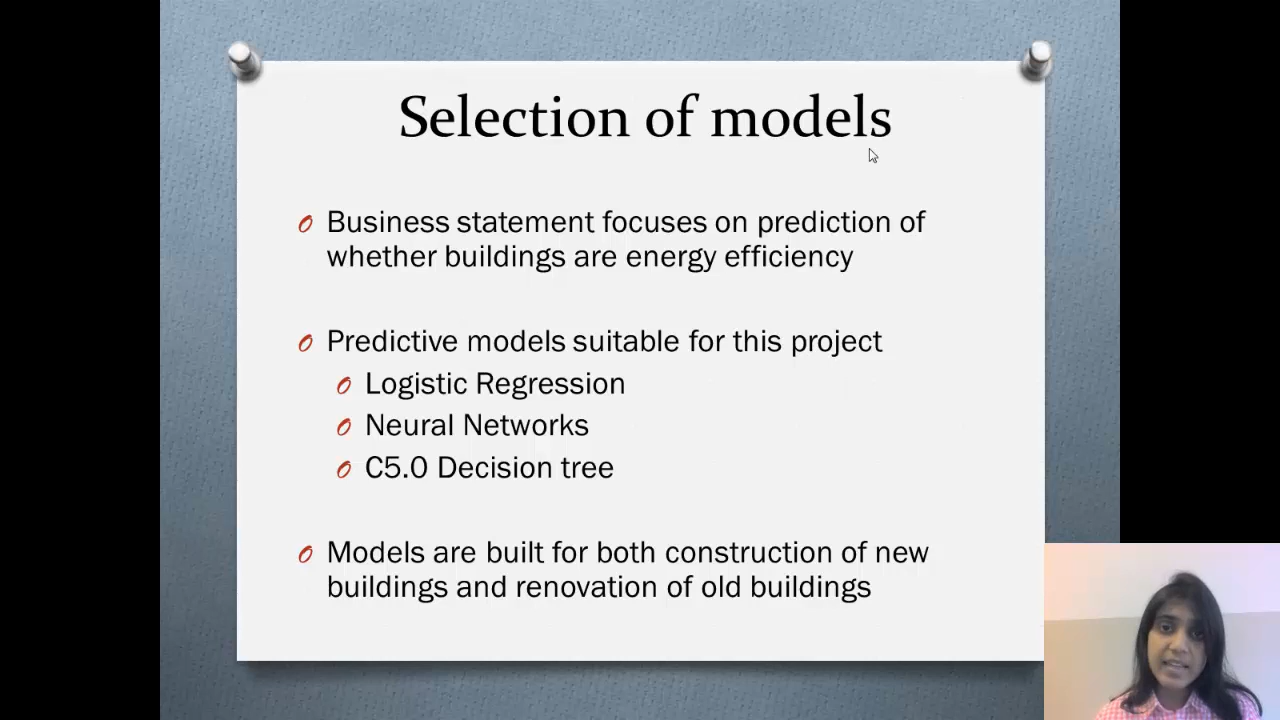 Selection of models
Business statement focuses on prediction of
whether buildings are energy efficiency
Predictive models suitable for this project
Logistic Regression
Neural Networks
C5.0 Decision tree
Models are built for both construction of new
buildings and renovation of old buildings